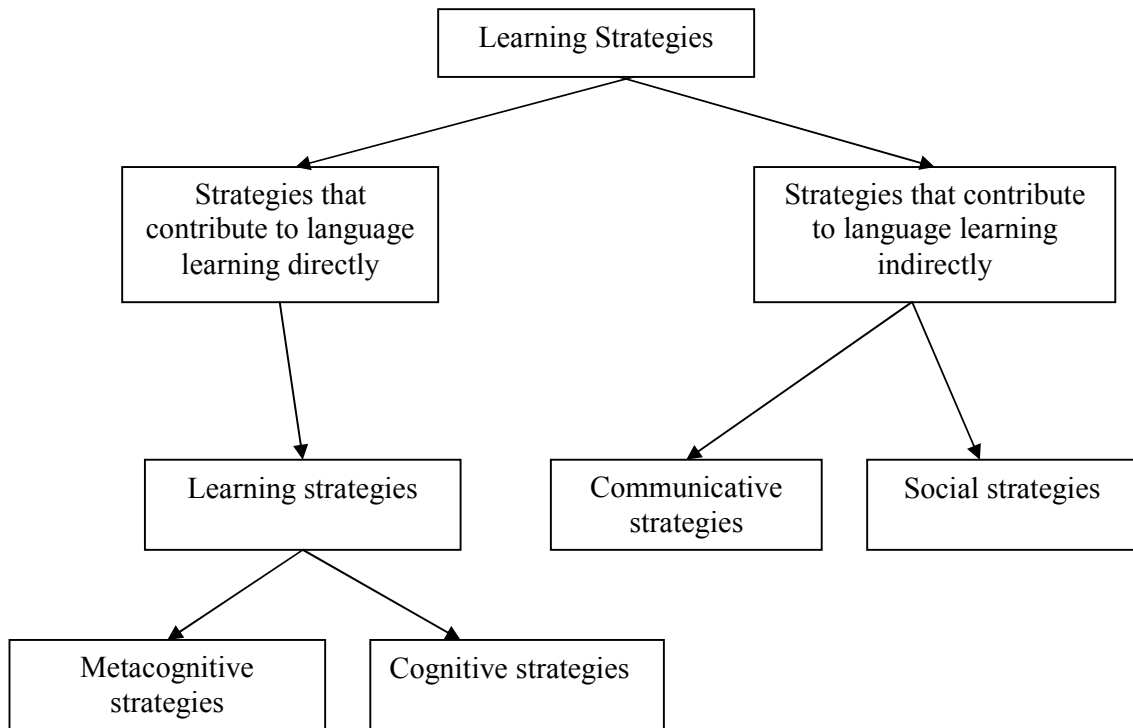 Learning Strategies
Strategies that
contribute to language
learning directly
Strategies that contribute
to language learning
indirectly
Learning strategies
Communicative
strategies
Social strategies
Metacognitive
strategies
Cognitive strategies